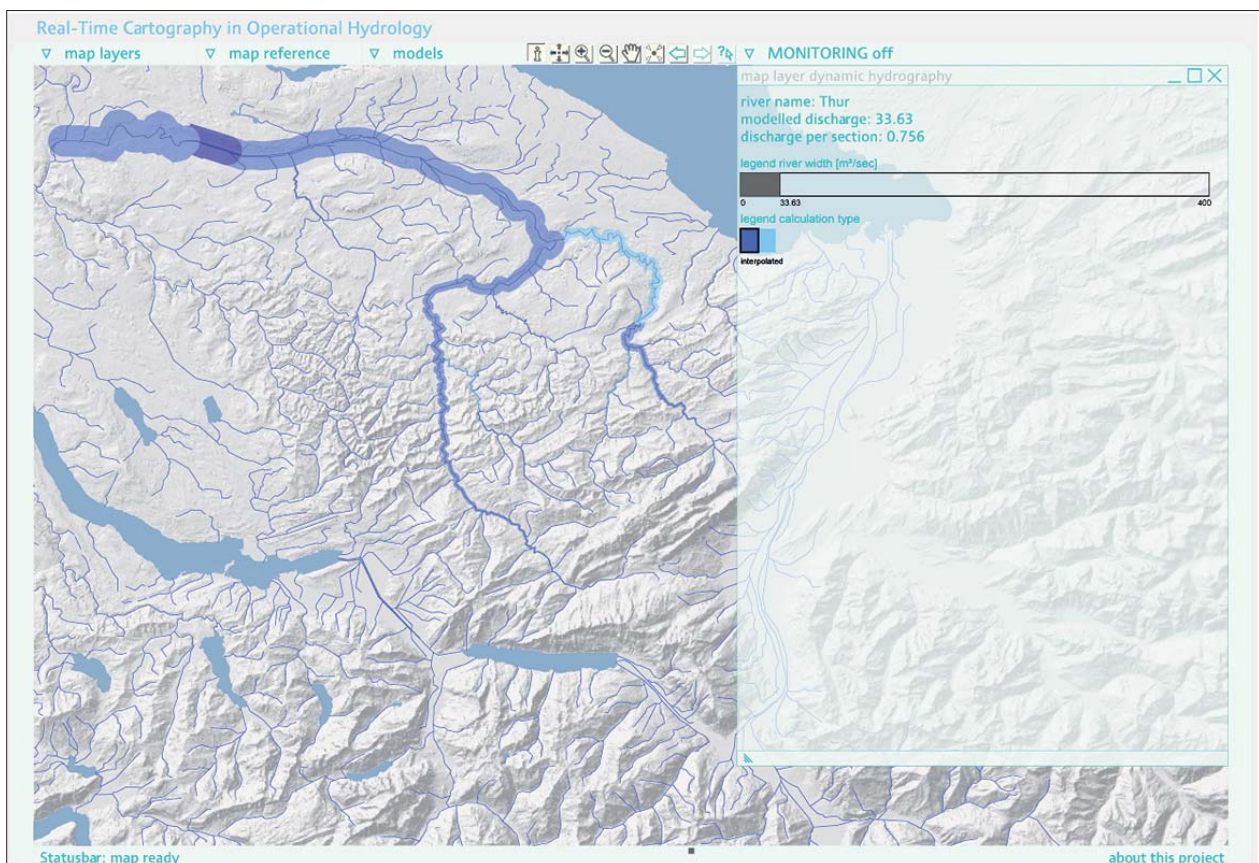 Real-Time Cartography in Operational Hydrology
map layers map reference models MONITORING off
map layer dynamic hydrography
river name: Thur
modelled discharge: 33.63
discharge per section: 0.756
legend river width [m³/sec]
0 33.63 400
legend calculation type
interpolated
Statusbar: map ready about this project